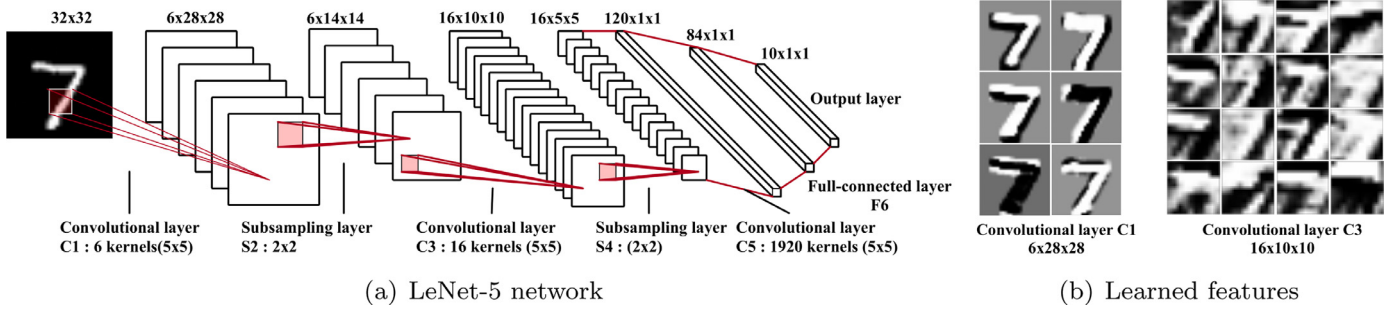 32x32
6x28x28
6x14x14
16x10x10
16x5x5
120x1x1
84x1x1
10x1x1
Output layer
Full-connected layer
F6
Convolutional layer
C1 : 6 kernels(5x5)
Subsampling layer
S2 : 2x2
Convolutional layer
C3 : 16 kernels (5x5)
Subsampling layer
S4 : (2x2)
Convolutional layer
C5 : 1920 kernels (5x5)
(a) LeNet-5 network
7
Convolutional layer C1
6x28x28
Convolutional layer C3
16x10x10
(b) Learned features